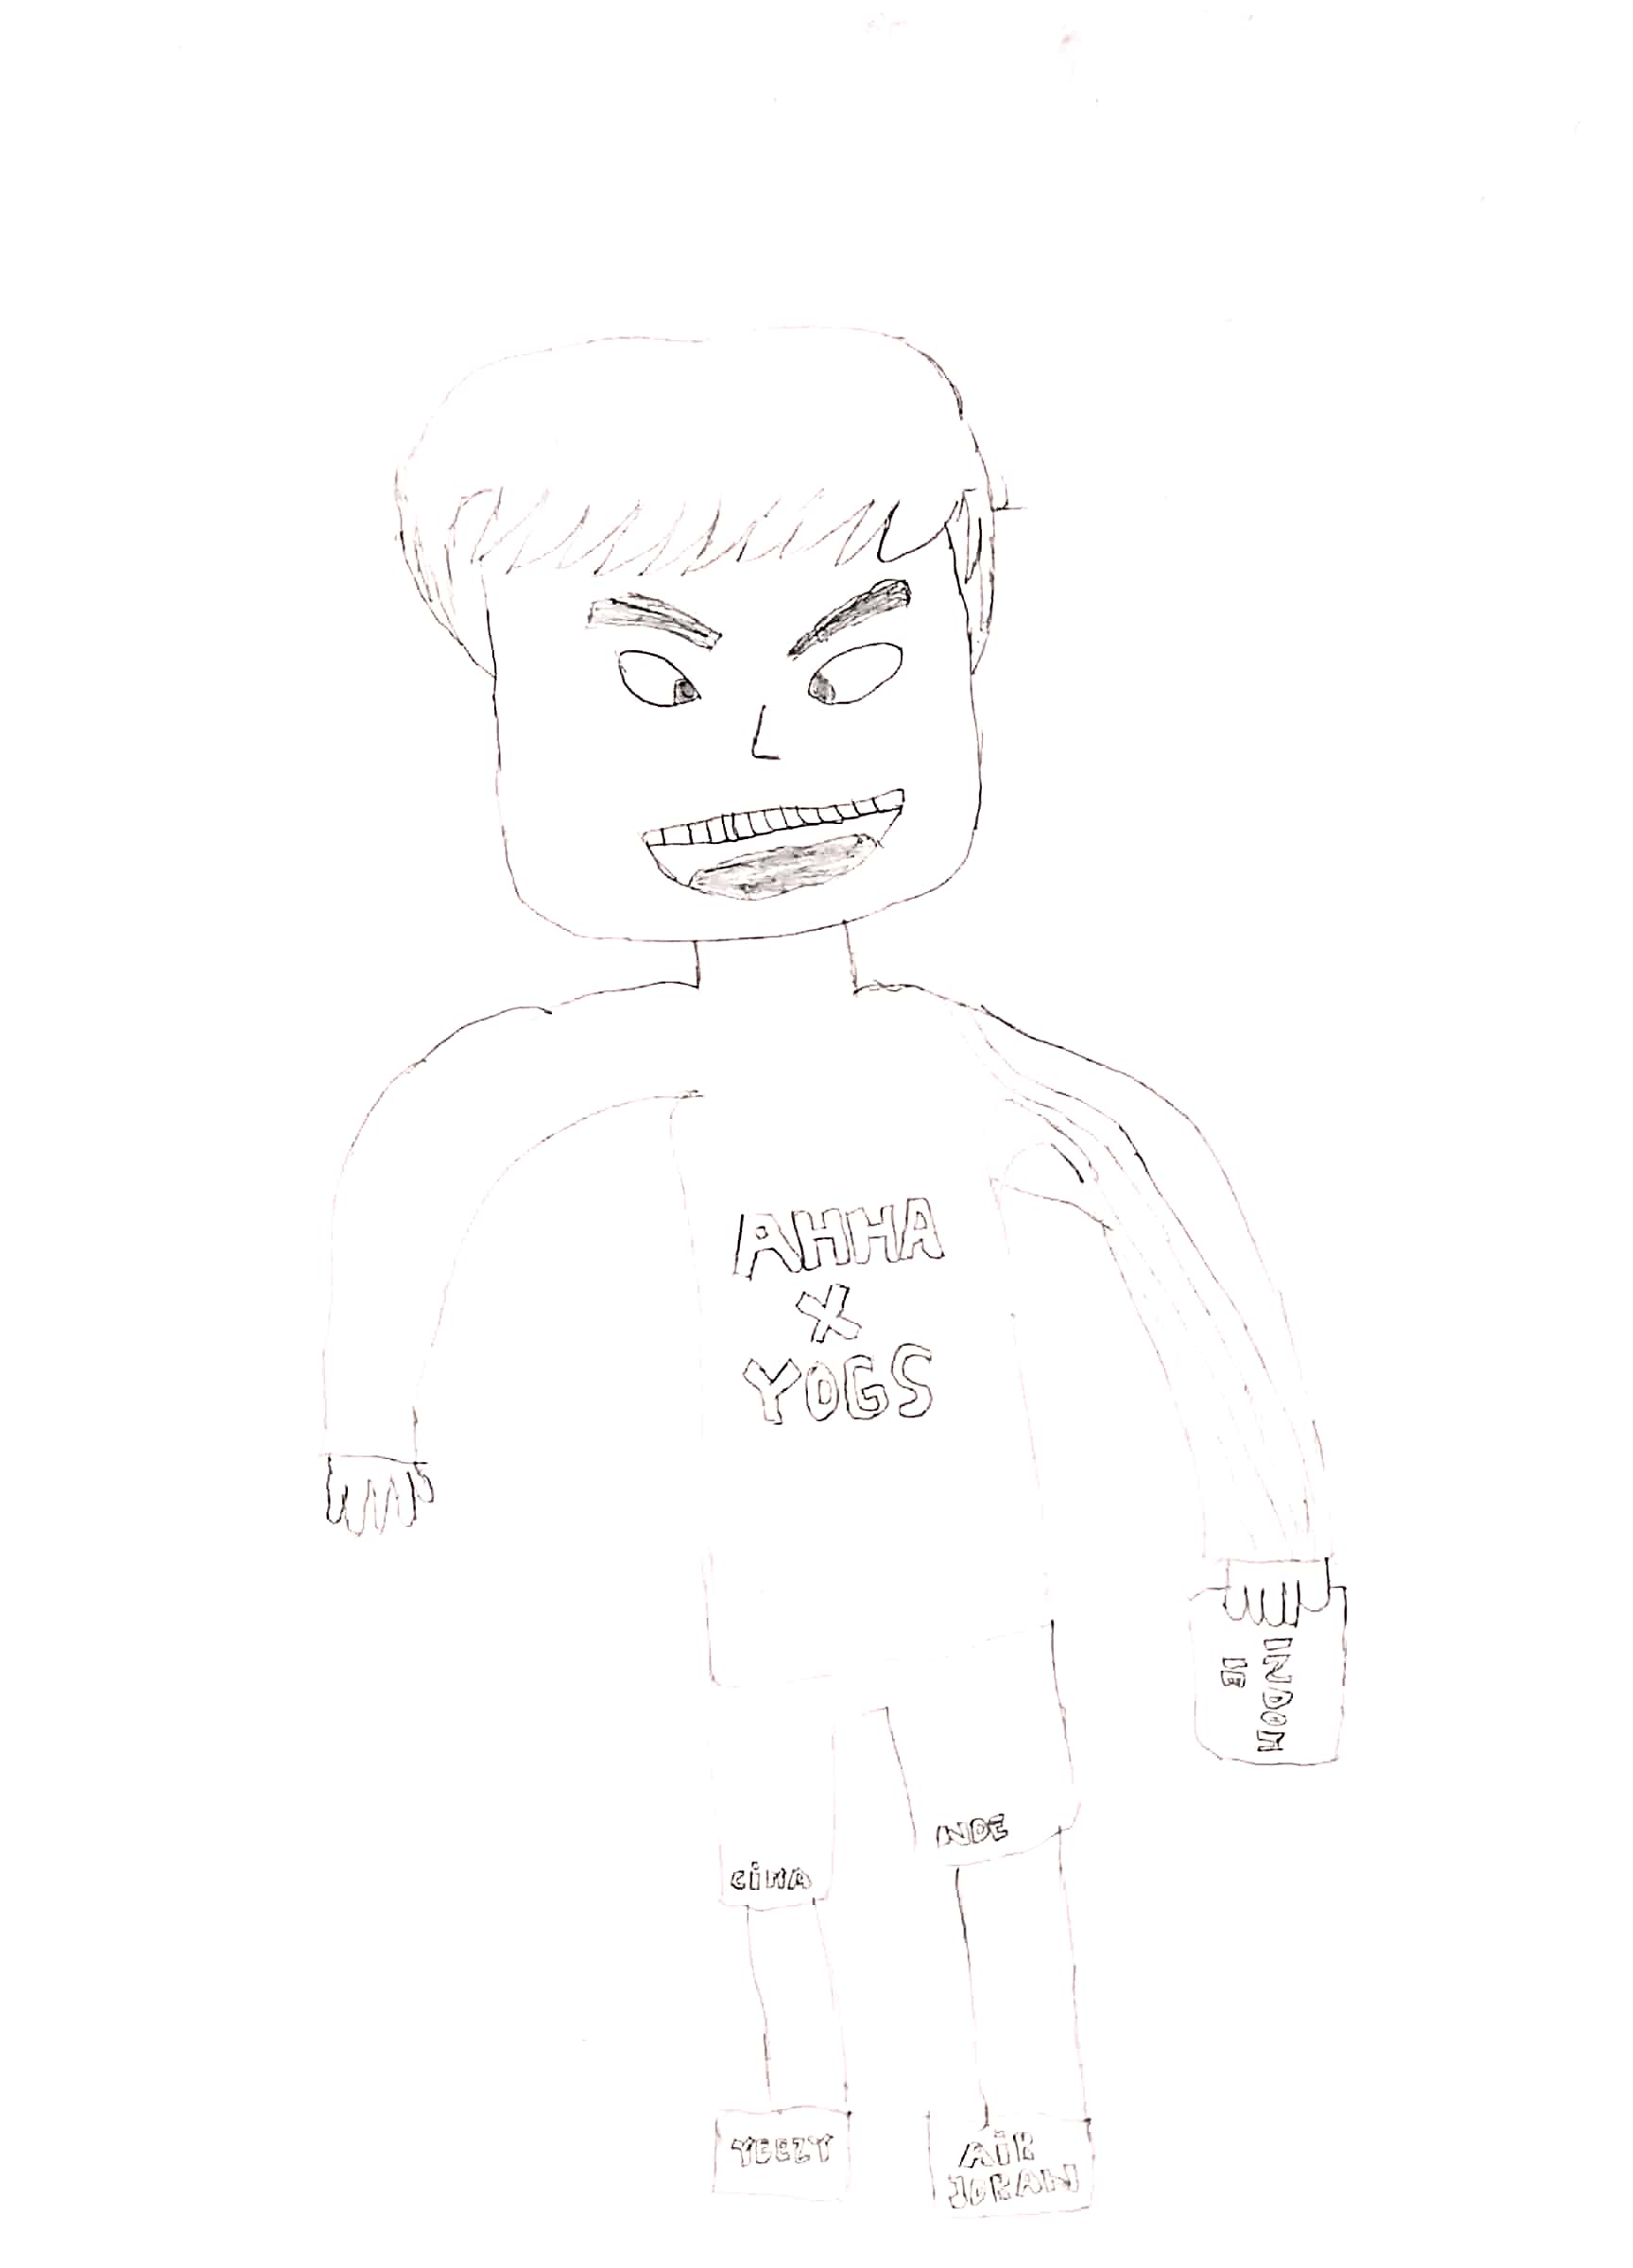 AHHA
X
YOGS
INDOM
IE
NDE
CiNA
YEEZY
AiR
JORAN